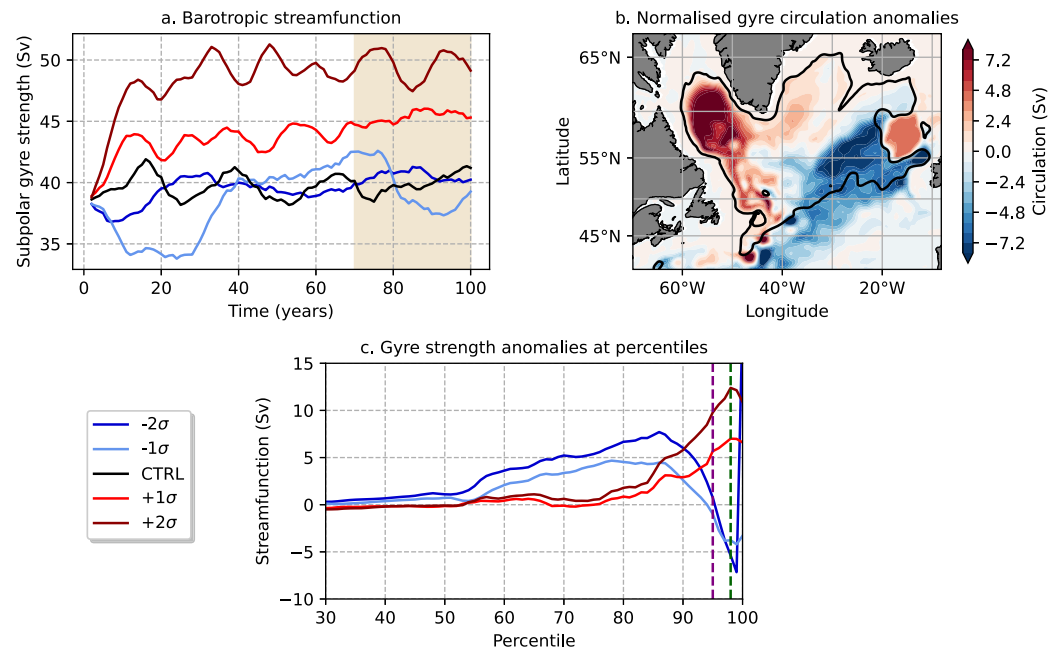 a. Barotropic streamfunction
Subpolar gyre strength (Sv)
50
45
40
35
0
20
40
60
80
100
Time (years)
b. Normalised gyre circulation anomalies
Latitude
65°N
55°N
45°N
60°W
40°W
20°W
Longitude
7.2
4.8
2.4
0.0
−2.4
−4.8
−7.2
Circulation (Sv)
c. Gyre strength anomalies at percentiles
Streamfunction (Sv)
15
10
5
0
−5
−10
30
40
50
60
70
80
90
100
Percentile
-2σ
-1σ
CTRL
+1σ
+2σ